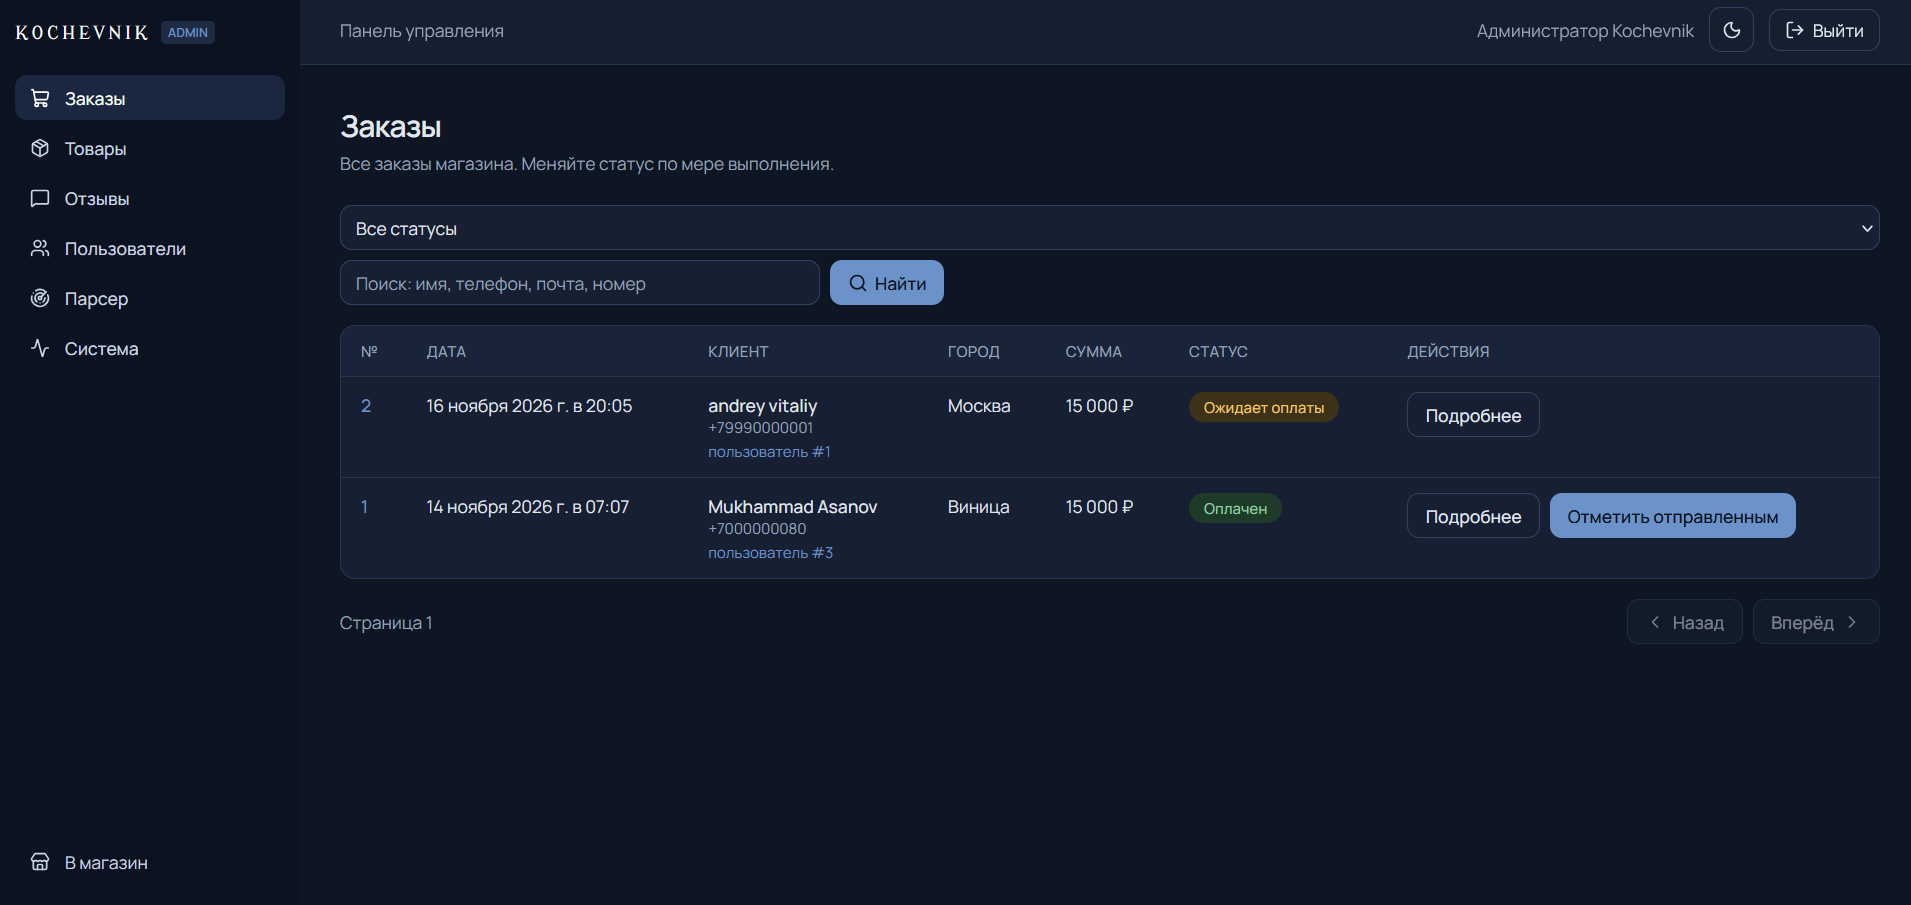 KOCHEVNIK ADMIN
Панель управления
Администратор Kochevnik
Выйти
Заказы
Товары
Отзывы
Пользователи
Парсер
Система
В магазин
Заказы
Все заказы магазина. Меняйте статус по мере выполнения.
Все статусы
Поиск: имя, телефон, почта, номер
Найти
№ ДАТА КЛИЕНТ ГОРОД СУММА СТАТУС ДЕЙСТВИЯ
2 16 ноября 2026 г. в 20:05 andrey vitaliy Москва 15 000 ₽ Ожидает оплаты Подробнее
+79990000001
пользователь #1
1 14 ноября 2026 г. в 07:07 Mukhammad Asanov Виница 15 000 ₽ Оплачен Подробнее Отметить отправленным
+7000000080
пользователь #3
Страница 1
Назад
Вперёд